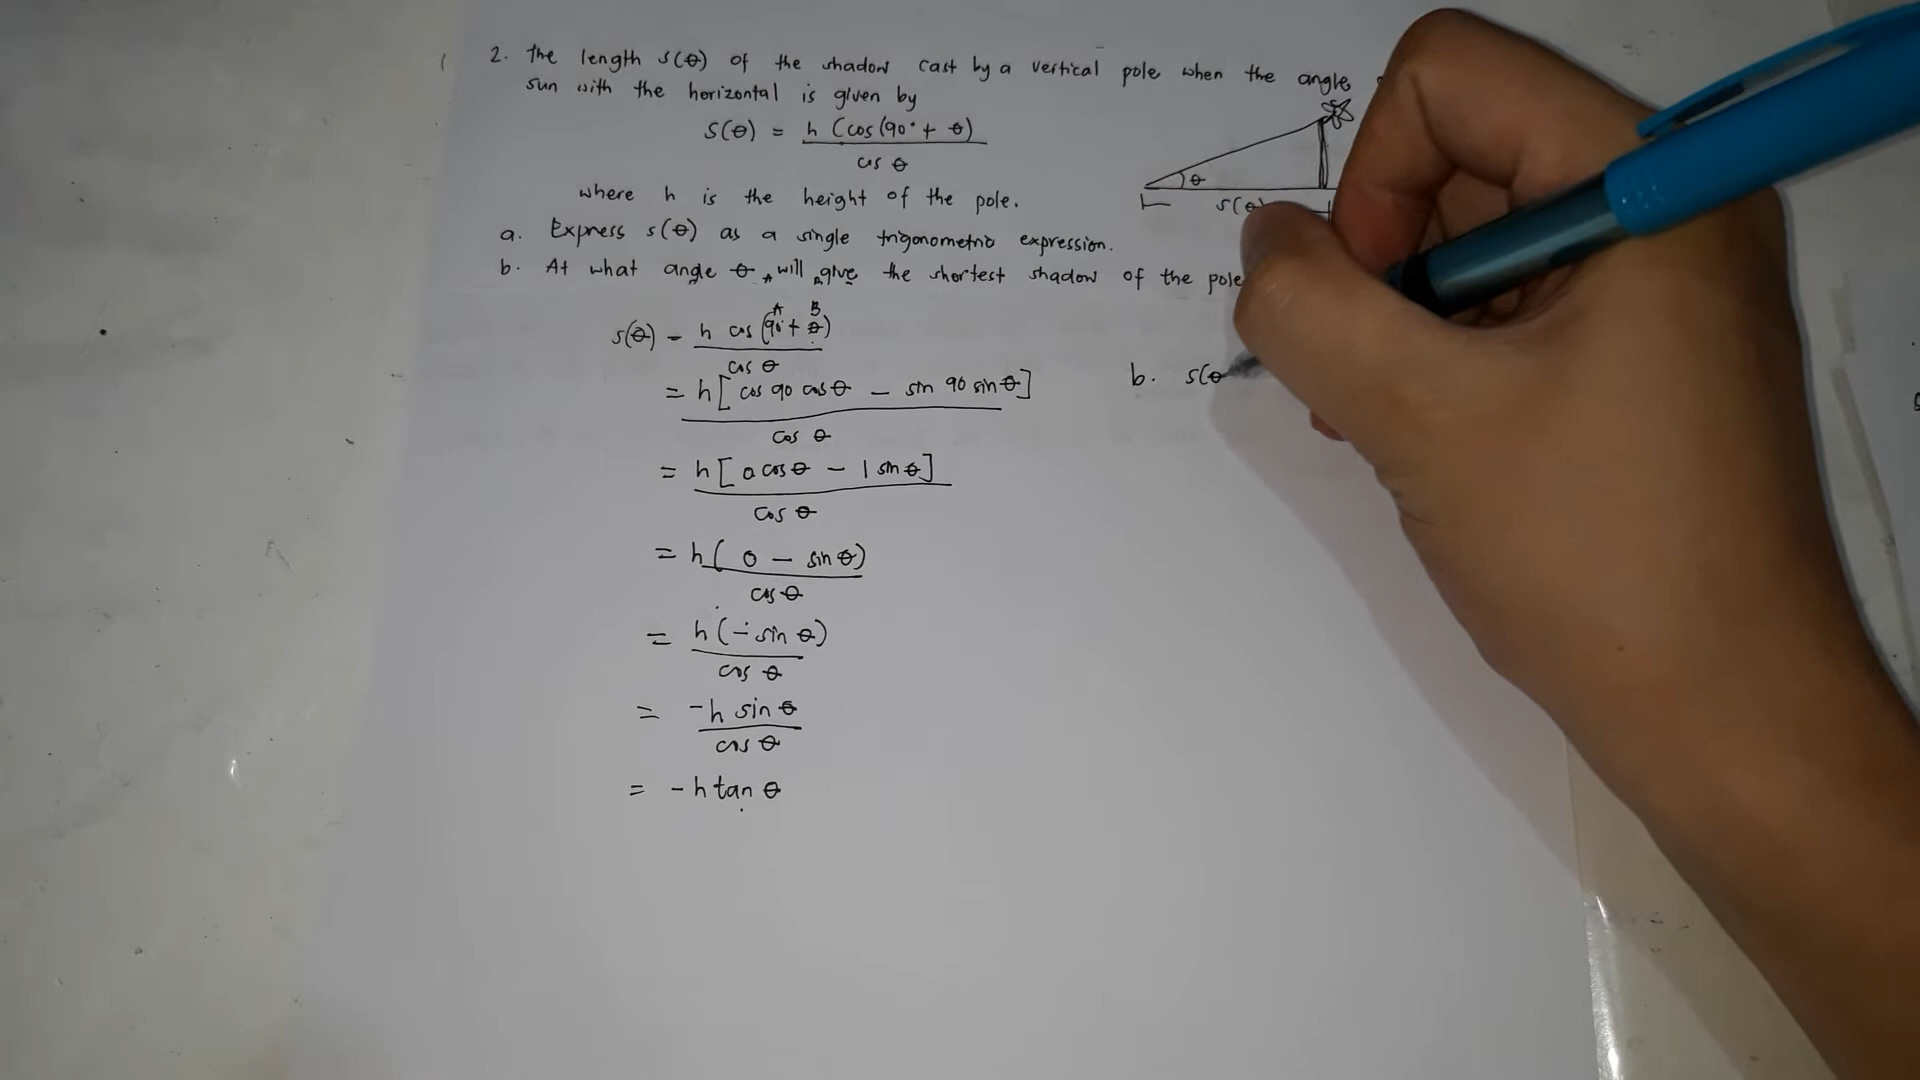 2. The length s(θ) of the shadow cast by a vertical pole when the angle
sun with the horizontal is given by
S(θ) = h (cos(90° + θ)
cos θ
θ
s(θ)
where h is the height of the pole.
a. Express s(θ) as a single trigonometric expression.
b. At what angle θ will give the shortest shadow of the pole
A B
s(θ) = h cos (90° + θ)
cos θ
= h[ cos 90 cos θ - sin 90 sin θ]
cos θ
= h[ 0 cos θ - 1 sin θ]
cos θ
= h( 0 - sin θ)
cos θ
= h (- sin θ)
cos θ
= -h sin θ
cos θ
= -h tan θ
b. s(θ